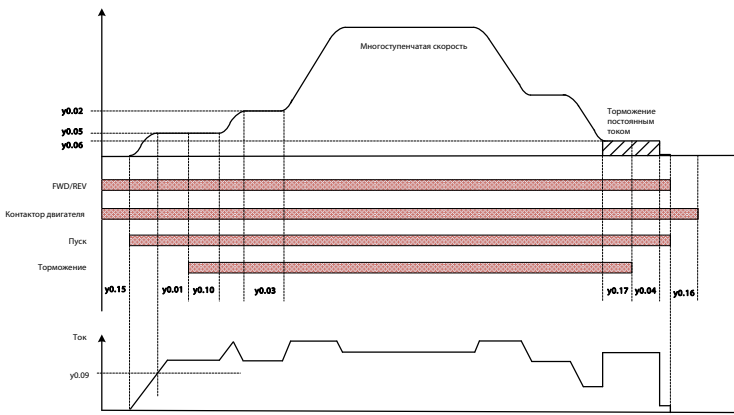 Многоступенчатая скорость
y0.02
y0.05
y0.06
Торможение
постоянным
током
FWD/REV
Контактор двигателя
Пуск
Торможение
y0.15
y0.01
y0.10
y0.03
y0.17
y0.04
y0.16
Ток
y0.09